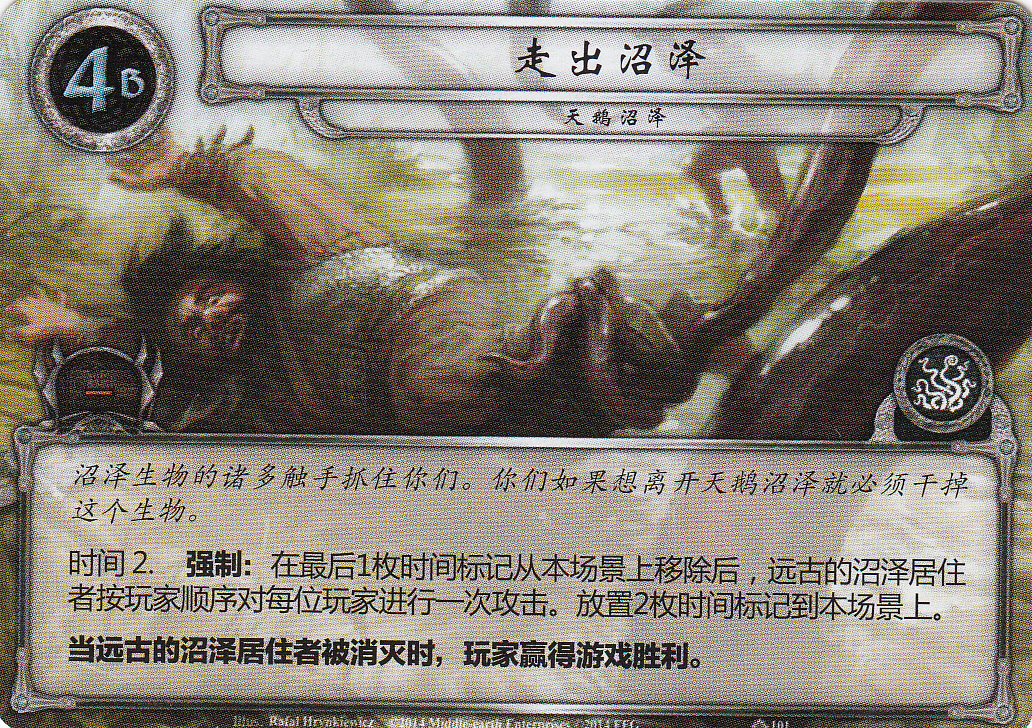 4B
走出沼泽
天鹅沼泽
沼泽生物的诸多触手抓住你们。你们如果想离开天鹅沼泽就必须干掉
这个生物。
时间 2. 强制：在最后1枚时间标记从本场景上移除后，远古的沼泽居住
者按玩家顺序对每位玩家进行一次攻击。放置2枚时间标记到本场景上。
当远古的沼泽居住者被消灭时，玩家赢得游戏胜利。
Illus. Rafał Hrynkiewicz ©2014 Middle-earth Enterprises ©2014 FFG 101